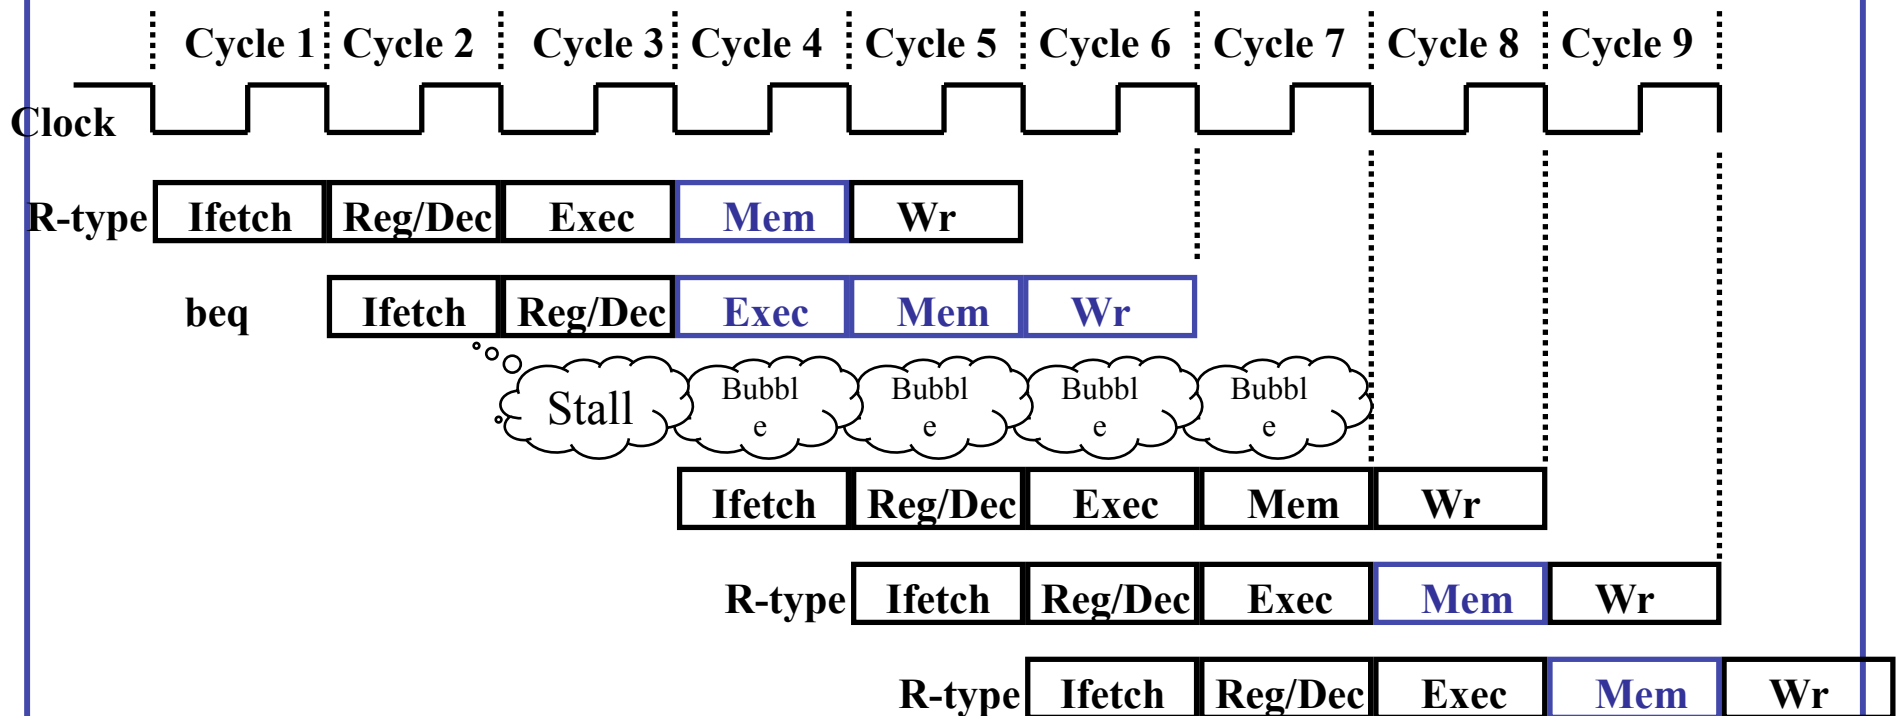 Cycle 1 Cycle 2 Cycle 3 Cycle 4 Cycle 5 Cycle 6 Cycle 7 Cycle 8 Cycle 9
Clock
R-type Ifetch Reg/Dec Exec Mem Wr
beq Ifetch Reg/Dec Exec Mem Wr
Stall Bubbl Bubbl Bubbl Bubbl
e e e e
Ifetch Reg/Dec Exec Mem Wr
R-type Ifetch Reg/Dec Exec Mem Wr
R-type Ifetch Reg/Dec Exec Mem Wr